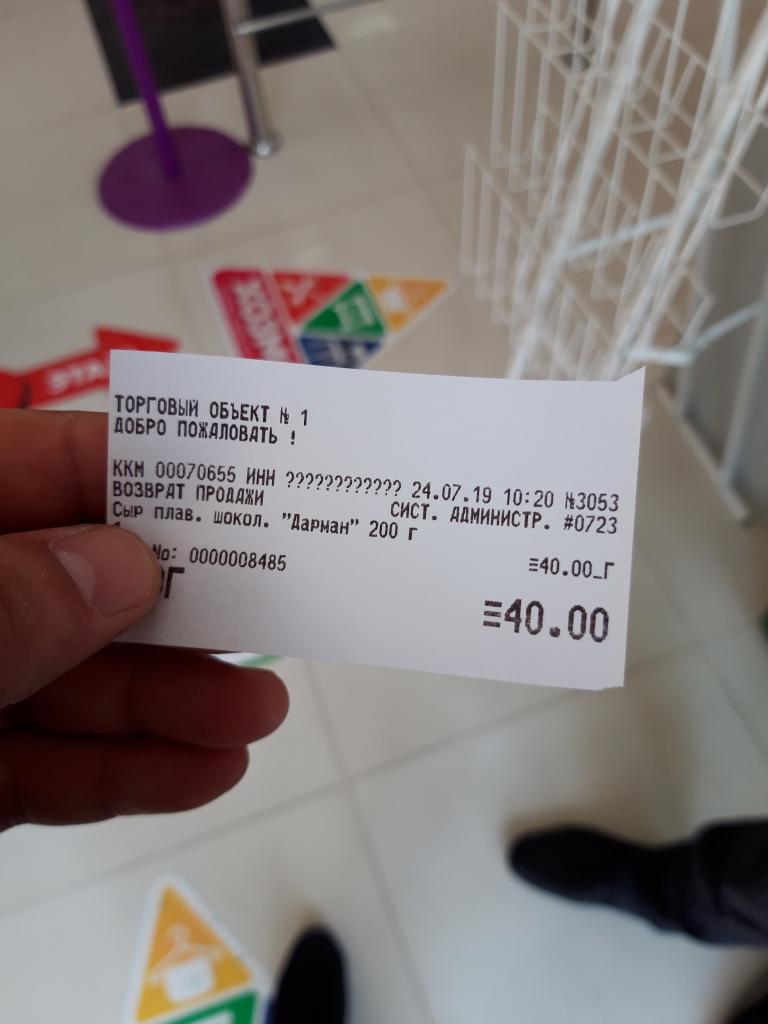 ЭТА
ТОРГОВЫЙ ОБЪЕКТ № 1
ДОБРО ПОЖАЛОВАТЬ !
ККМ 00070655 ИНН ???????????? 24.07.19 10:20 №3053
ВОЗВРАТ ПРОДАЖИ СИСТ. АДМИНИСТР. #0723
Сыр плав. шокол. "Дарман" 200 г
No: 0000008485 ≡40.00_Г
≡40.00